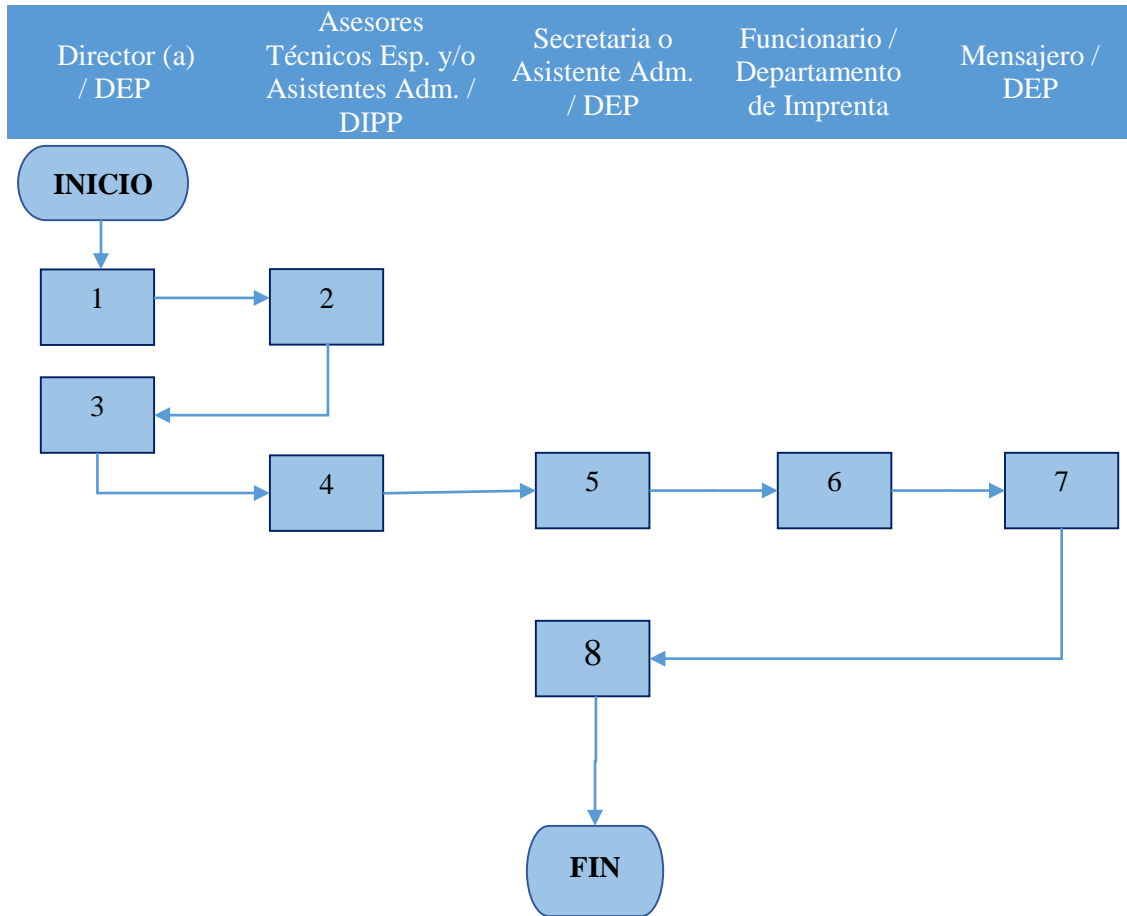 Director (a)
/ DEP
Asesores
Técnicos Esp. y/o
Asistentes Adm. /
DIPP
Secretaria o
Asistente Adm.
/ DEP
Funcionario /
Departamento
de Imprenta
Mensajero /
DEP
INICIO
1
2
3
4
5
6
7
8
FIN